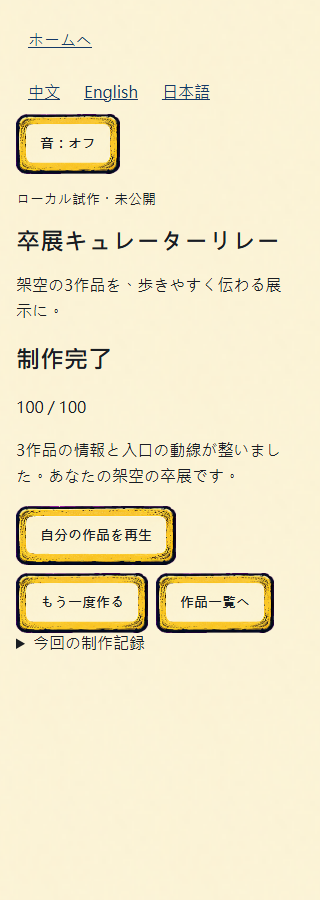 ホームへ
中文 English 日本語
音：オフ
ローカル試作・未公開
卒展キュレーターリレー
架空の3作品を、歩きやすく伝わる展
示に。
制作完了
100 / 100
3作品の情報と入口の動線が整いまし
た。あなたの架空の卒展です。
自分の作品を再生
もう一度作る 作品一覧へ
▶ 今回の制作記録